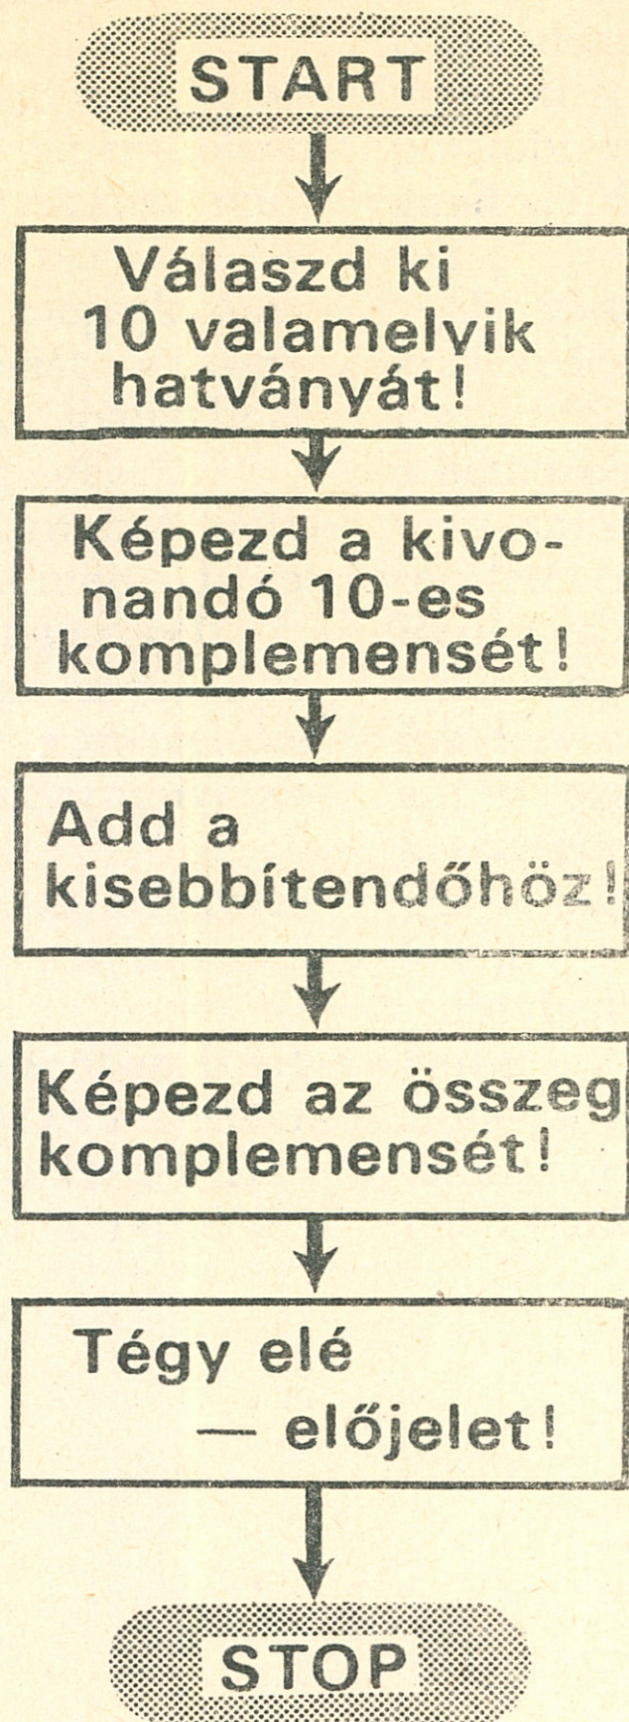 START
Válaszd ki
10 valamelyik
hatványát!
Képezd a kivo-
nandó 10-es
komplemensét!
Add a
kisebbítendőhöz!
Képezd az összeg
komplemensét!
Tégy elé
— előjelet!
STOP